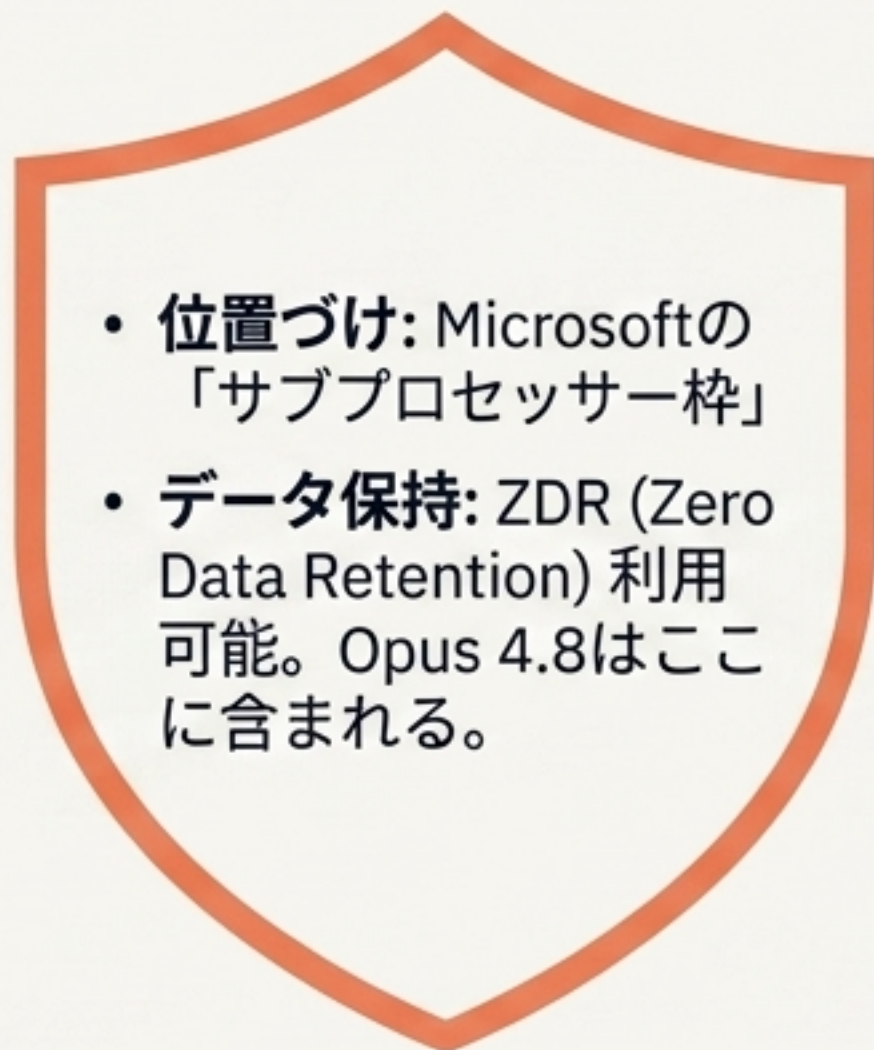 • 位置づけ: Microsoftの
「サブプロセッサー枠」
• データ保持: ZDR (Zero
Data Retention) 利用
可能。Opus 4.8はここ
に含まれる。